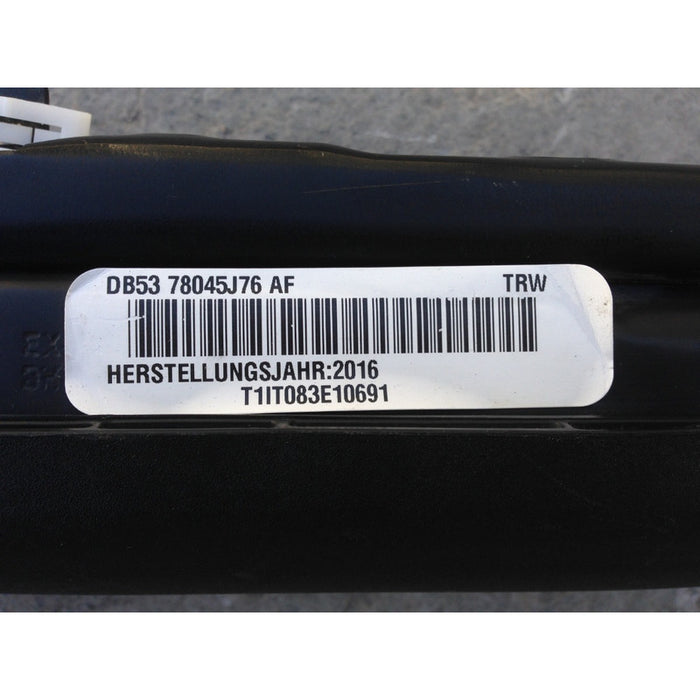 DB53 78045J76 AF TRW
HERSTELLUNGSJAHR:2016
T1IT083E10691